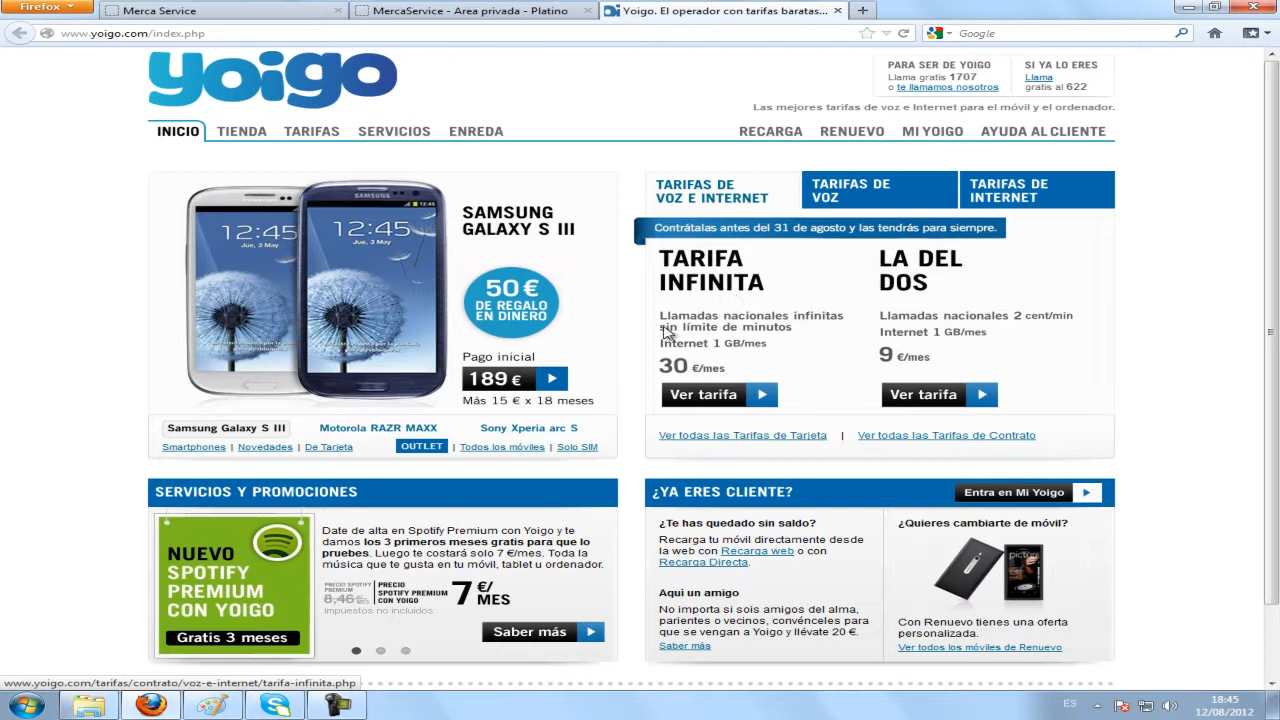 Firefox
Merca Service
MercaService - Area privada - Platino
Yoigo. El operador con tarifas baratas...
www.yoigo.com/index.php
Google
yoigo
PARA SER DE YOIGO
Llama gratis 1707
o te llamamos nosotros
SI YA LO ERES
Llama
gratis al 622
Las mejores tarifas de voz e Internet para el móvil y el ordenador.
INICIO TIENDA TARIFAS SERVICIOS ENREDA RECARGA RENUEVO MI YOIGO AYUDA AL CLIENTE
SAMSUNG
12:45
12:45
Jue, 3 May
12:45
Jue, 3 May
SAMSUNG
GALAXY S III
50 €
DE REGALO
EN DINERO
Pago inicial
189 €
Más 15 € x 18 meses
Samsung Galaxy S III Motorola RAZR MAXX Sony Xperia arc S
Smartphones | Novedades | De Tarjeta OUTLET | Todos los móviles | Solo SIM
TARIFAS DE
VOZ E INTERNET
TARIFAS DE
VOZ
TARIFAS DE
INTERNET
Contrátalas antes del 31 de agosto y las tendrás para siempre.
TARIFA
INFINITA
Llamadas nacionales infinitas
sin límite de minutos
Internet 1 GB/mes
30 €/mes
Ver tarifa
LA DEL
DOS
Llamadas nacionales 2 cent/min
Internet 1 GB/mes
9 €/mes
Ver tarifa
Ver todas las Tarifas de Tarjeta | Ver todas las Tarifas de Contrato
SERVICIOS Y PROMOCIONES
NUEVO
SPOTIFY
PREMIUM
CON YOIGO
Gratis 3 meses
Date de alta en Spotify Premium con Yoigo y te
damos los 3 primeros meses gratis para que lo
pruebes. Luego te costará solo 7 €/mes. Toda la
música que te gusta en tu móvil, tablet u ordenador.
PRECIO SPOTIFY
PREMIUM
8,46 €/MES
PRECIO
SPOTIFY PREMIUM
CON YOIGO
7 €/MES
Impuestos no incluidos
Saber más
¿YA ERES CLIENTE?
Entra en Mi Yoigo
¿Te has quedado sin saldo?
Recarga tu móvil directamente desde
la web con Recarga web o con
Recarga Directa.
Aquí un amigo
No importa si sois amigos del alma,
parientes o vecinos, convénceles para
que se vengan a Yoigo y llévate 20 €.
Saber más
¿Quieres cambiarte de móvil?
Con Renuevo tienes una oferta
personalizada.
Ver todos los móviles de Renuevo
www.yoigo.com/tarifas/contrato/voz-e-internet/tarifa-infinita.php
ES
18:45
12/08/2012